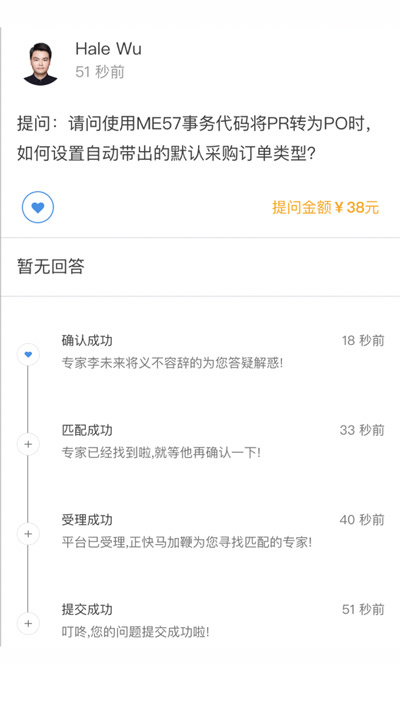 Hale Wu
51 秒前
提问：请问使用ME57事务代码将PR转为PO时，
如何设置自动带出的默认采购订单类型？
提问金额￥38元
暂无回答
确认成功
18 秒前
专家李未来将义不容辞的为您答疑解惑!
匹配成功
33 秒前
专家已经找到啦,就等他再确认一下!
受理成功
40 秒前
平台已受理,正快马加鞭为您寻找匹配的专家!
提交成功
51 秒前
叮咚,您的问题提交成功啦!